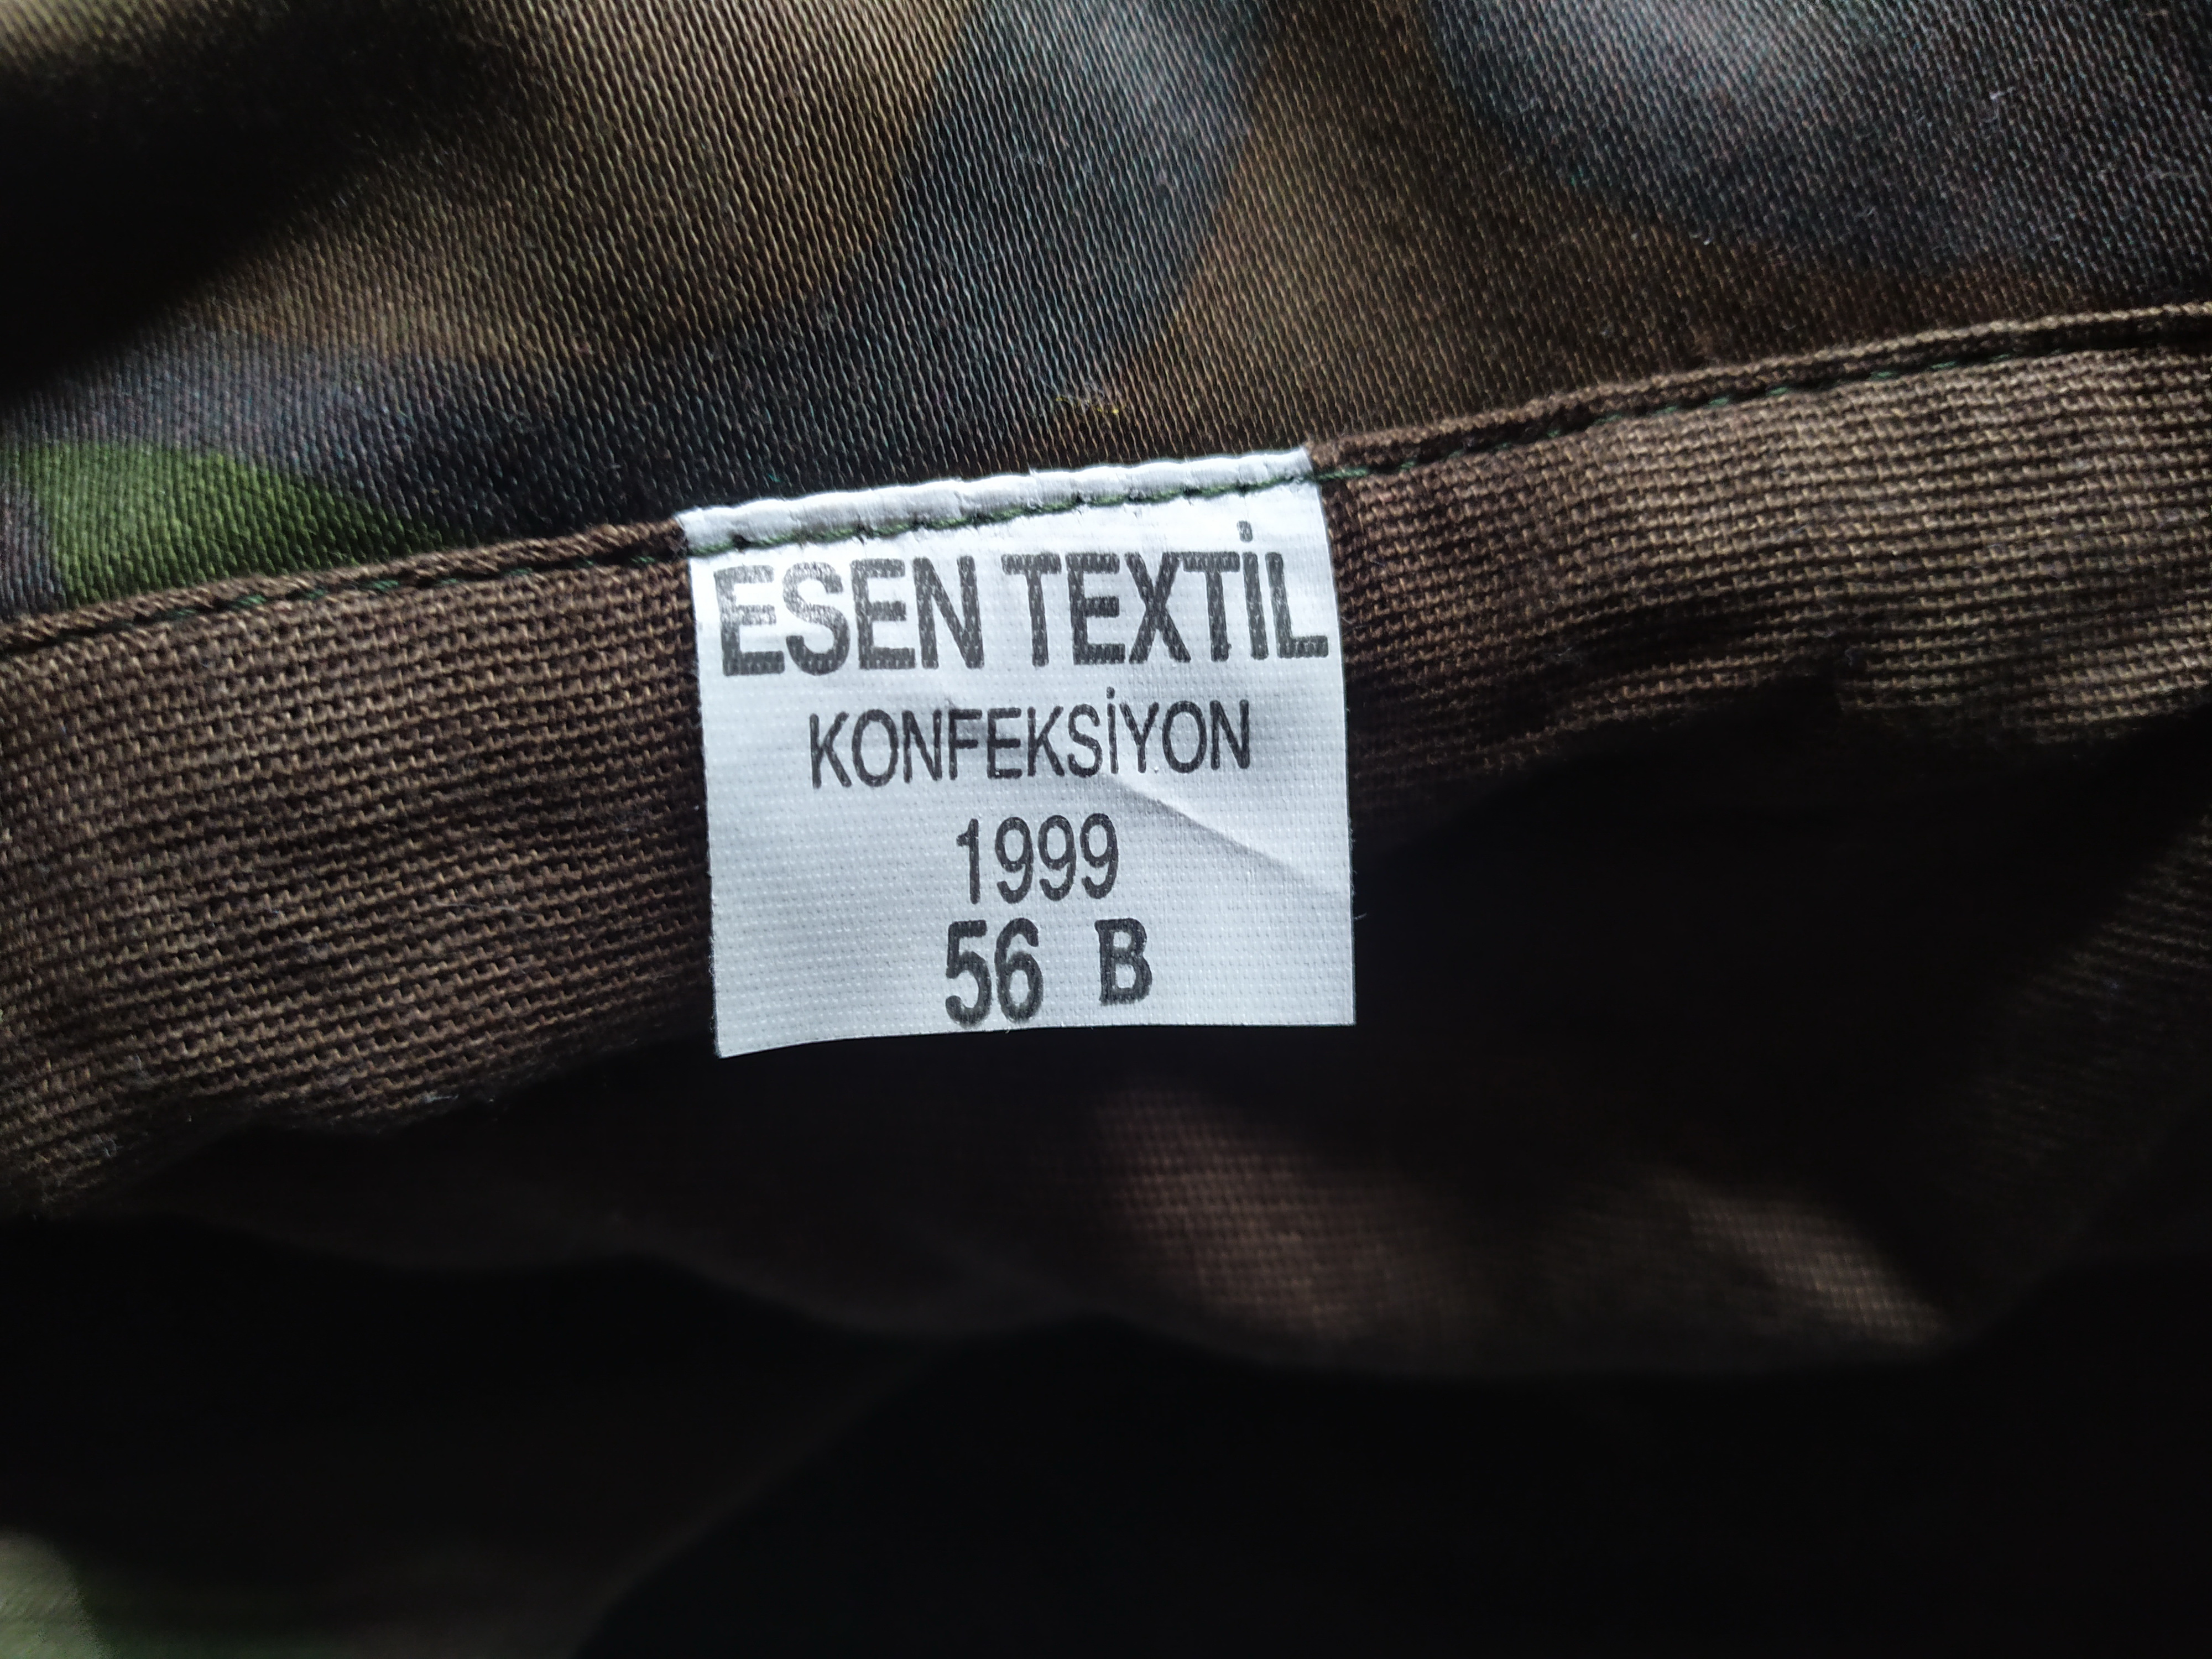 ESEN TEXTİL
KONFEKSİYON
1999
56 B